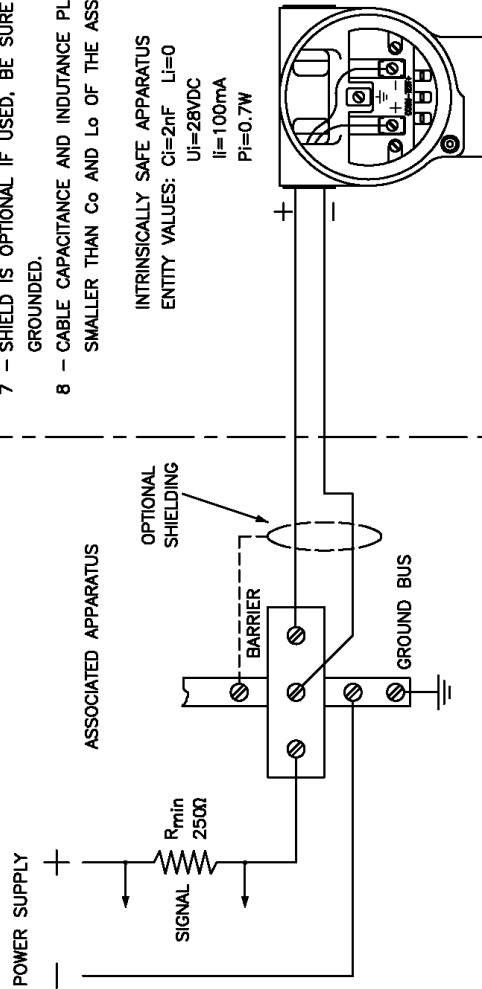 7 – SHIELD IS OPTIONAL IF USED, BE SURE
GROUNDED.
8 – CABLE CAPACITANCE AND INDUTANCE PL
SMALLER THAN Co AND Lo OF THE ASS
INTRINSICALLY SAFE APPARATUS
ENTITY VALUES: Ci=2nF Li=0
Ui=28VDC
Ii=100mA
Pi=0.7W
+
–
+
–
ASSOCIATED APPARATUS
OPTIONAL
SHIELDING
BARRIER
GROUND BUS
POWER SUPPLY
+
–
Rmin
250Ω
SIGNAL